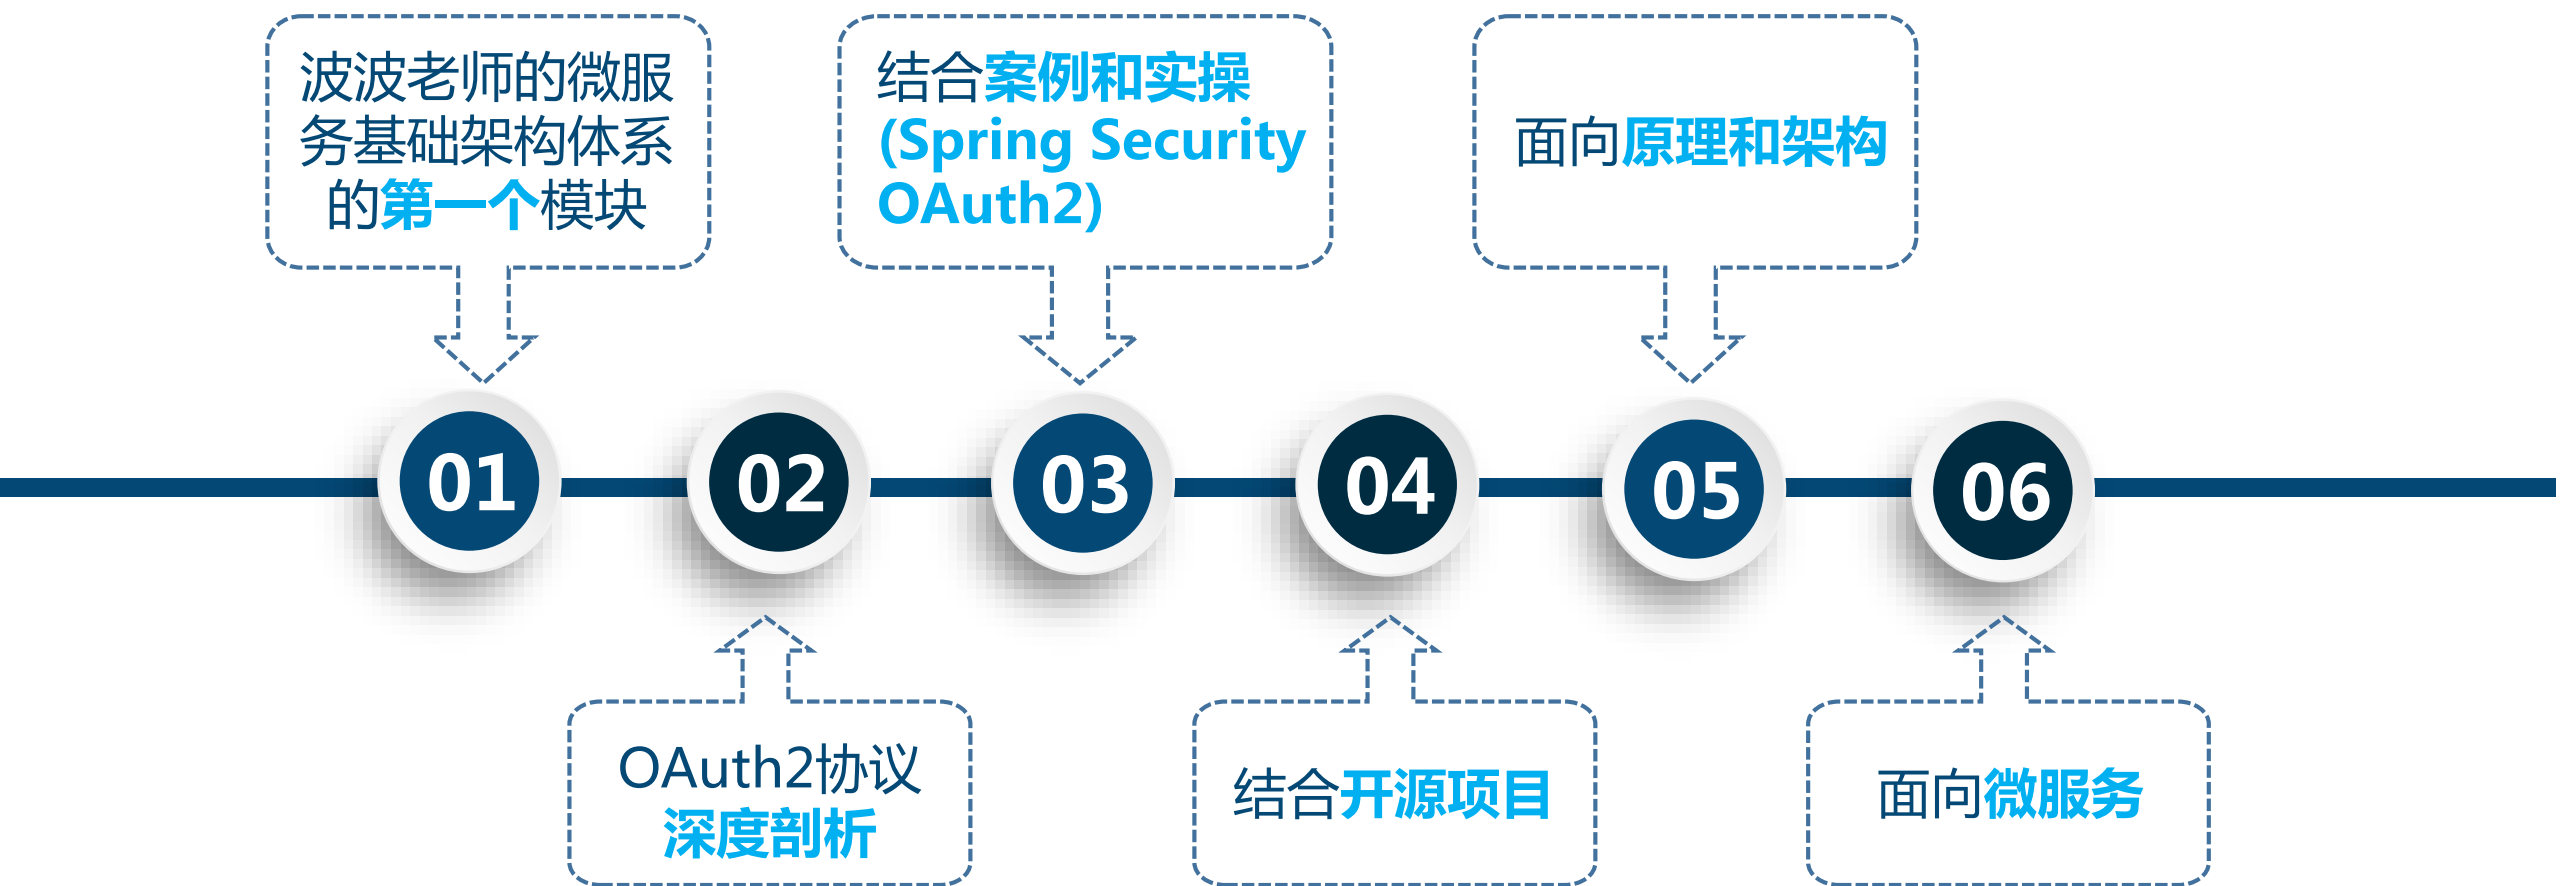 波波老师的微服
务基础架构体系
的第一个模块
结合案例和实操
(Spring Security
OAuth2)
面向原理和架构
01
02
03
04
05
06
OAuth2协议
深度剖析
结合开源项目
面向微服务